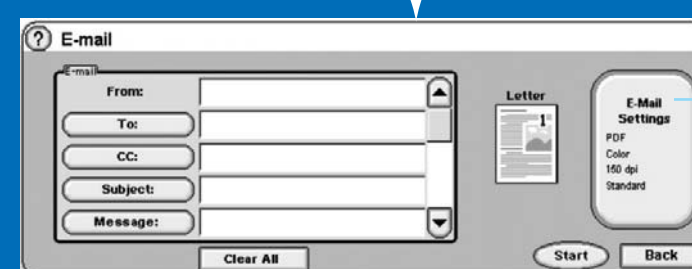 ? E-mail
E-mail
From:
To:
CC:
Subject:
Message:
Clear All
Letter
1
E-Mail
Settings
PDF
Color
150 dpi
Standard
Start
Back